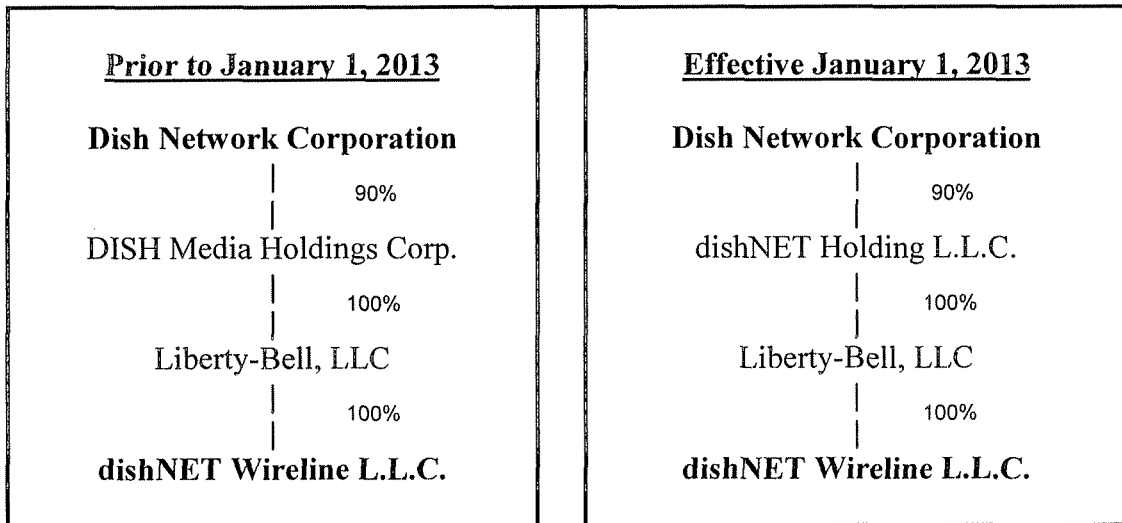 Prior to January 1, 2013
Dish Network Corporation
90%
DISH Media Holdings Corp.
100%
Liberty-Bell, LLC
100%
dishNET Wireline L.L.C.
Effective January 1, 2013
Dish Network Corporation
90%
dishNET Holding L.L.C.
100%
Liberty-Bell, LLC
100%
dishNET Wireline L.L.C.